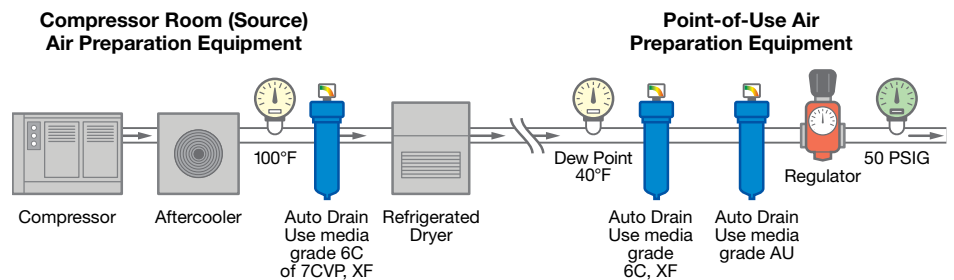 Compressor Room (Source)
Air Preparation Equipment
Point-of-Use Air
Preparation Equipment
100°F
Dew Point
40°F
Regulator
50 PSIG
Compressor
Aftercooler
Auto Drain
Use media
grade 6C
of 7CVP, XF
Refrigerated
Dryer
Auto Drain
Use media
grade
6C, XF
Auto Drain
Use media
grade AU